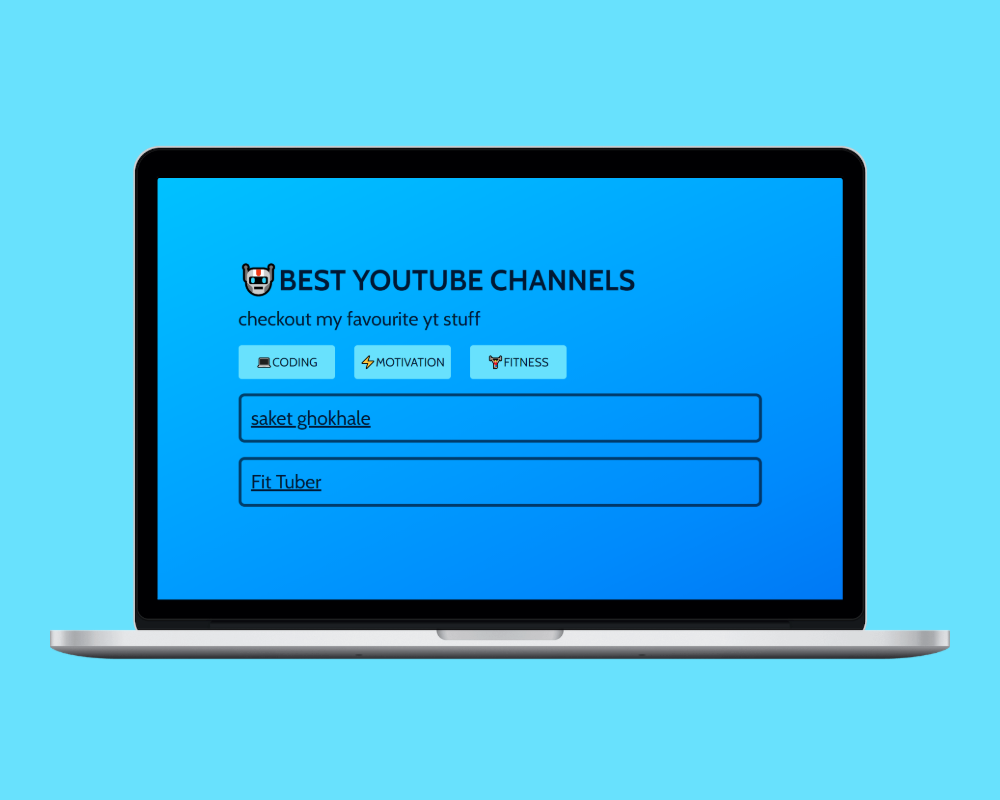 BEST YOUTUBE CHANNELS
checkout my favourite yt stuff
CODING MOTIVATION FITNESS
saket ghokhale
Fit Tuber